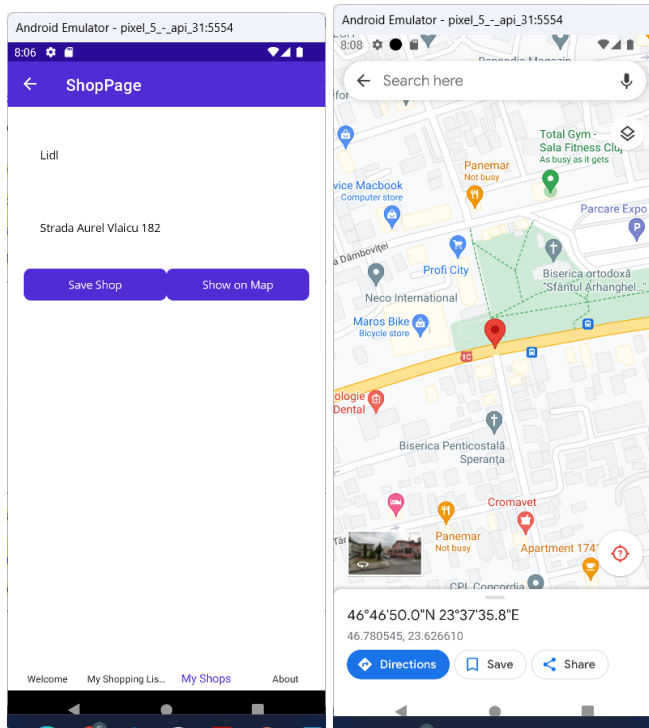 Android Emulator - pixel_5_-_api_31:5554
8:06
ShopPage
Lidl
Strada Aurel Vlaicu 182
Save Shop
Show on Map
Welcome
My Shopping Lis...
My Shops
About
Android Emulator - pixel_5_-_api_31:5554
8:08
Search here
Total Gym -
Sala Fitness Cluj
As busy as it gets
Panemar
Not busy
vice Macbook
Computer store
Parcare Expo
P
a Dâmboviței
Profi City
Biserica ortodoxă
"Sfântul Arhanghel..."
Neco International
Maros Bike
Bicycle store
1C
ologie
Dental
Biserica Penticostală
Speranța
Cromavet
Panemar
Not busy
Apartment 174
CPL Concordia
46°46'50.0"N 23°37'35.8"E
46.780545, 23.626610
Directions
Save
Share